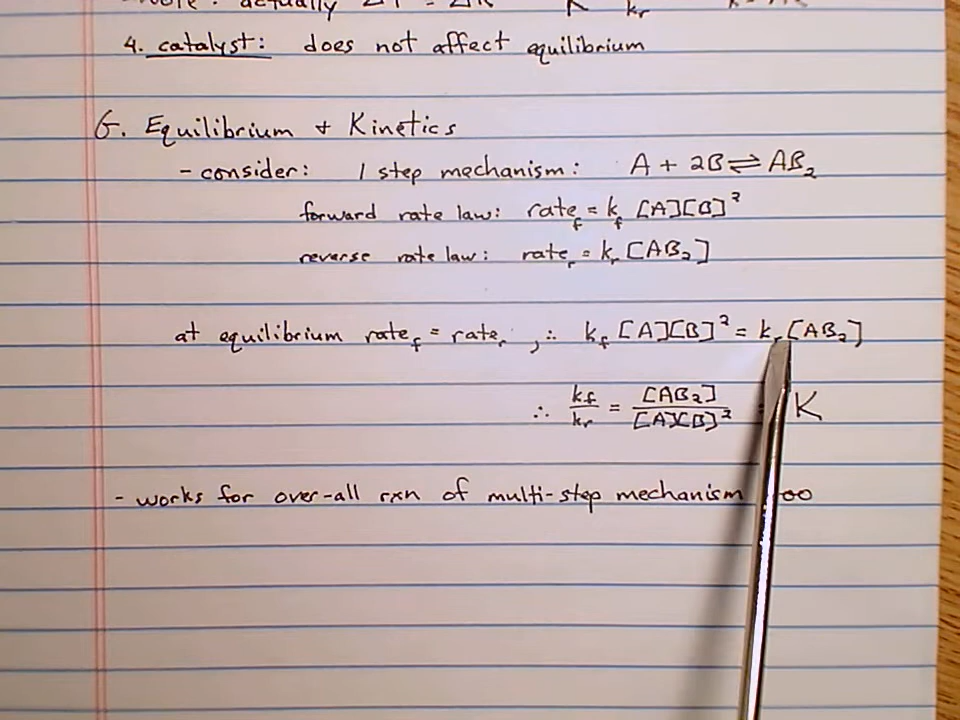 actually
4. catalyst: does not affect equilibrium
G. Equilibrium + Kinetics
- consider: 1 step mechanism: A + 2B ⇌ AB₂
forward rate law: rate_f = k_f [A][B]²
reverse rate law: rate_r = k_r [AB₂]
at equilibrium rate_f = rate_r , ∴ k_f [A][B]² = k_r [AB₂]
∴ k_f/k_r = [AB₂]/[A][B]² = K
- works for over-all rxn of multi-step mechanism